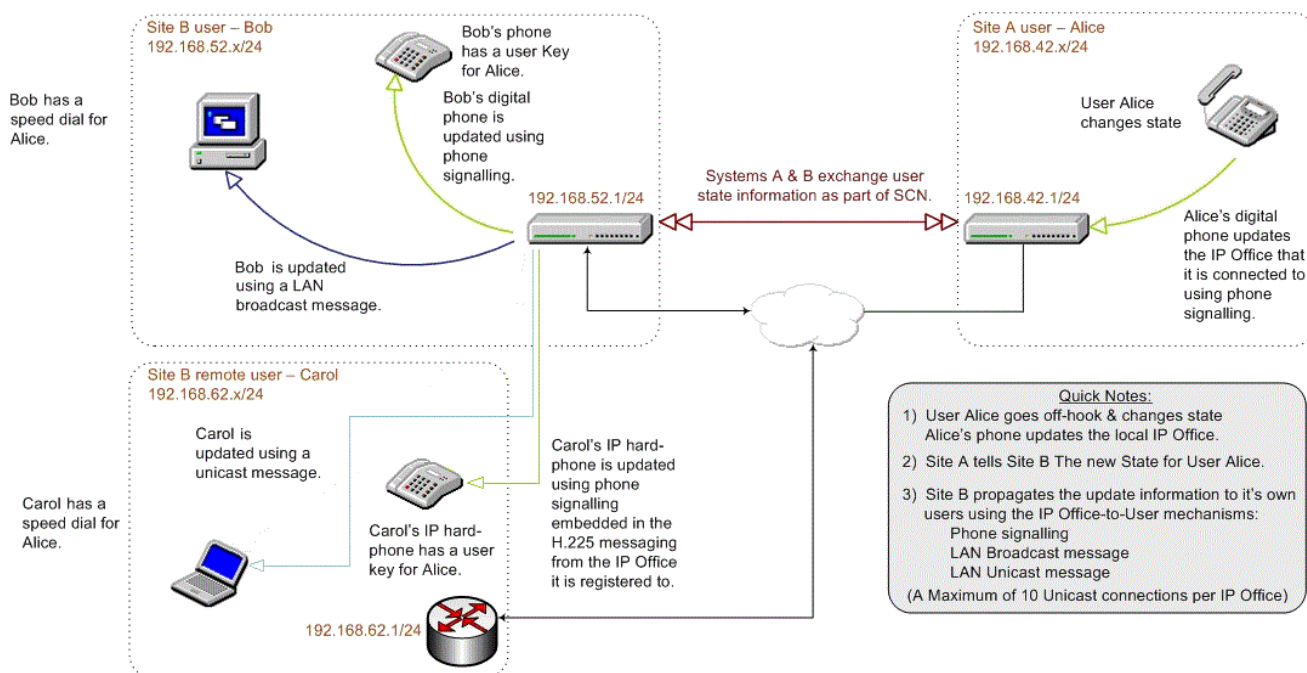 Site B user – Bob
192.168.52.x/24
Bob's phone
has a user Key
for Alice.
Bob has a
speed dial for
Alice.
Bob's digital
phone is
updated using
phone
signalling.
192.168.52.1/24
Bob is updated
using a LAN
broadcast message.
Systems A & B exchange user
state information as part of SCN.
Site A user – Alice
192.168.42.x/24
User Alice
changes state
192.168.42.1/24
Alice's digital
phone updates
the IP Office that
it is connected to
using phone
signalling.
Site B remote user – Carol
192.168.62.x/24
Carol is
updated using a
unicast message.
Carol has a
speed dial for
Alice.
Carol's IP hard-
phone has a user
key for Alice.
Carol's IP hard-
phone is updated
using phone
signalling
embedded in the
H.225 messaging
from the IP Office
it is registered to.
192.168.62.1/24
Quick Notes:
1) User Alice goes off-hook & changes state
Alice's phone updates the local IP Office.
2) Site A tells Site B The new State for User Alice.
3) Site B propagates the update information to it's own
users using the IP Office-to-User mechanisms:
Phone signalling
LAN Broadcast message
LAN Unicast message
(A Maximum of 10 Unicast connections per IP Office)